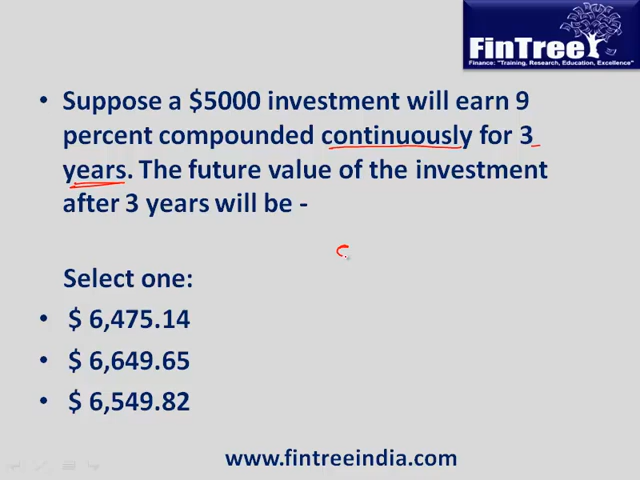 FinTree
Finance: "Training, Research, Education, Excellence"
• Suppose a $5000 investment will earn 9
percent compounded continuously for 3
years. The future value of the investment
after 3 years will be -
Select one:
• $ 6,475.14
• $ 6,649.65
• $ 6,549.82
www.fintreeindia.com